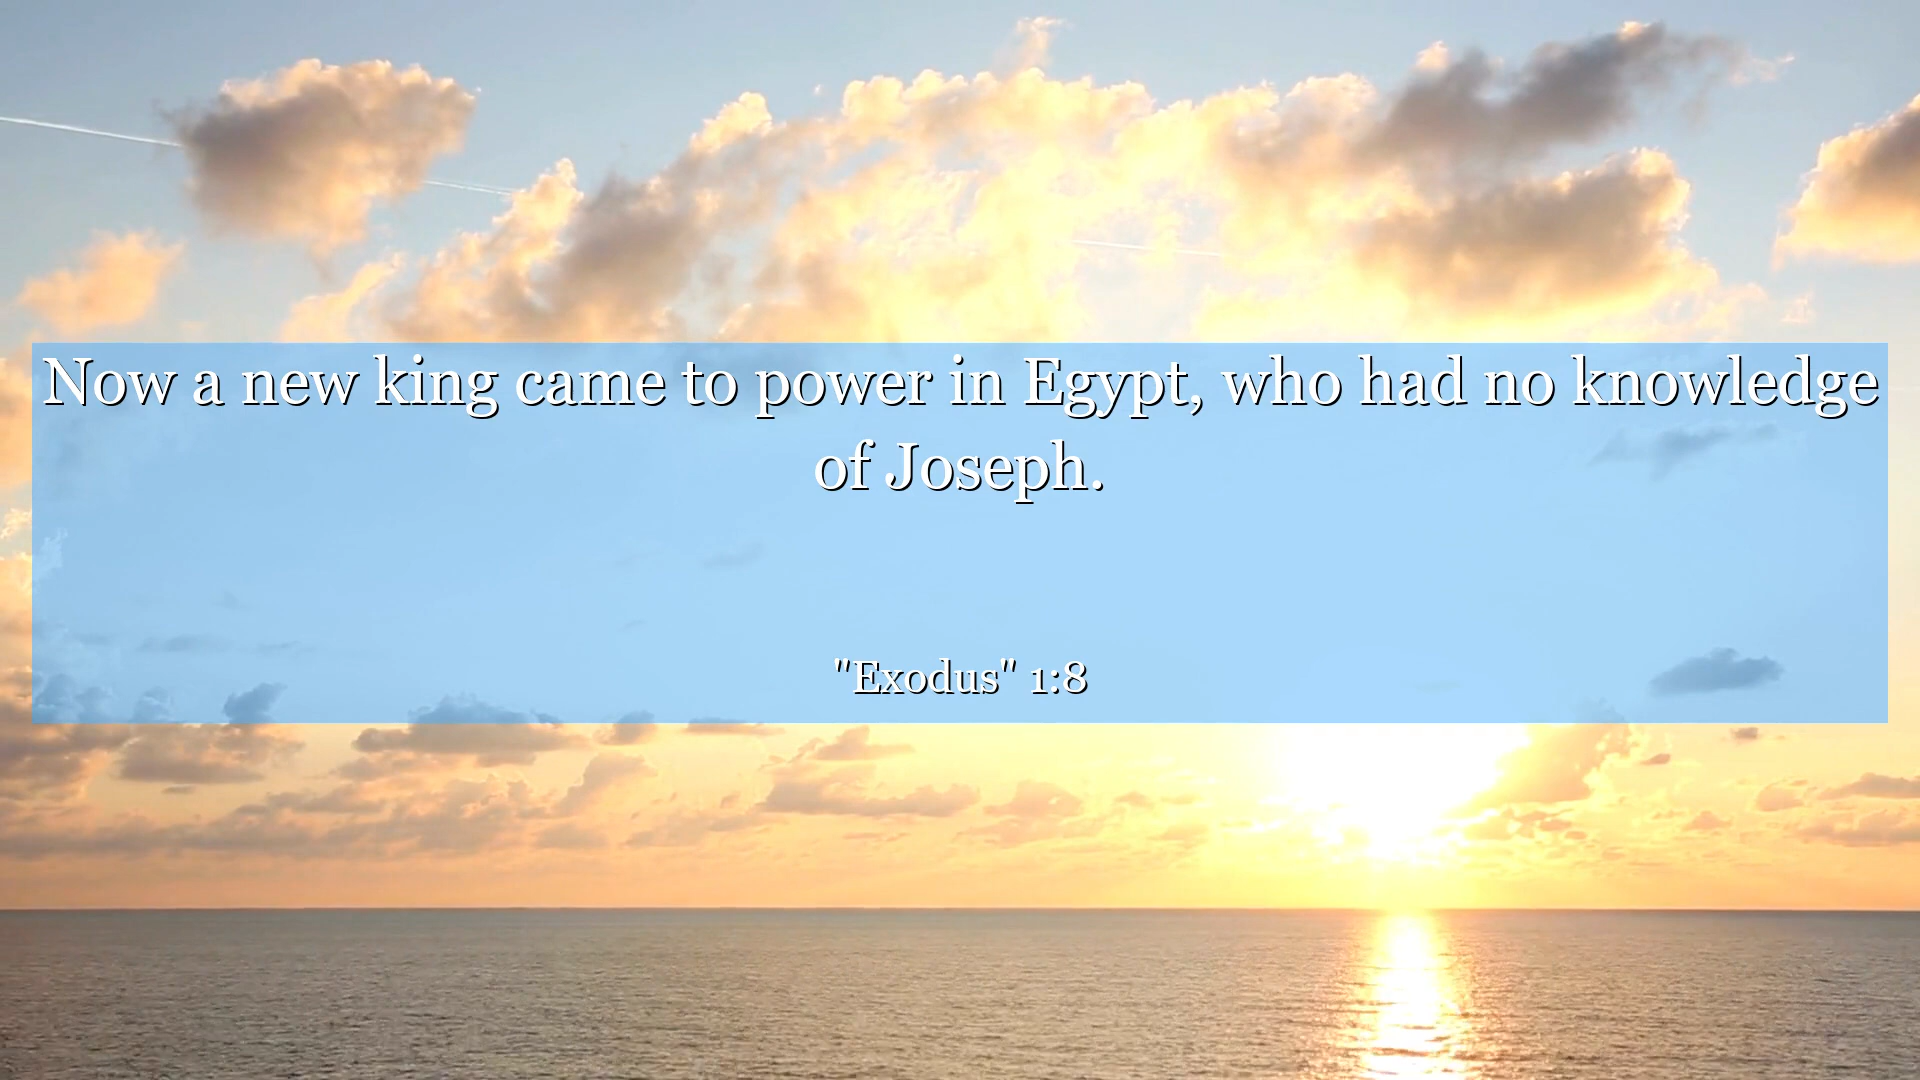 Now a new king came to power in Egypt, who had no knowledge
of Joseph.
"Exodus" 1:8